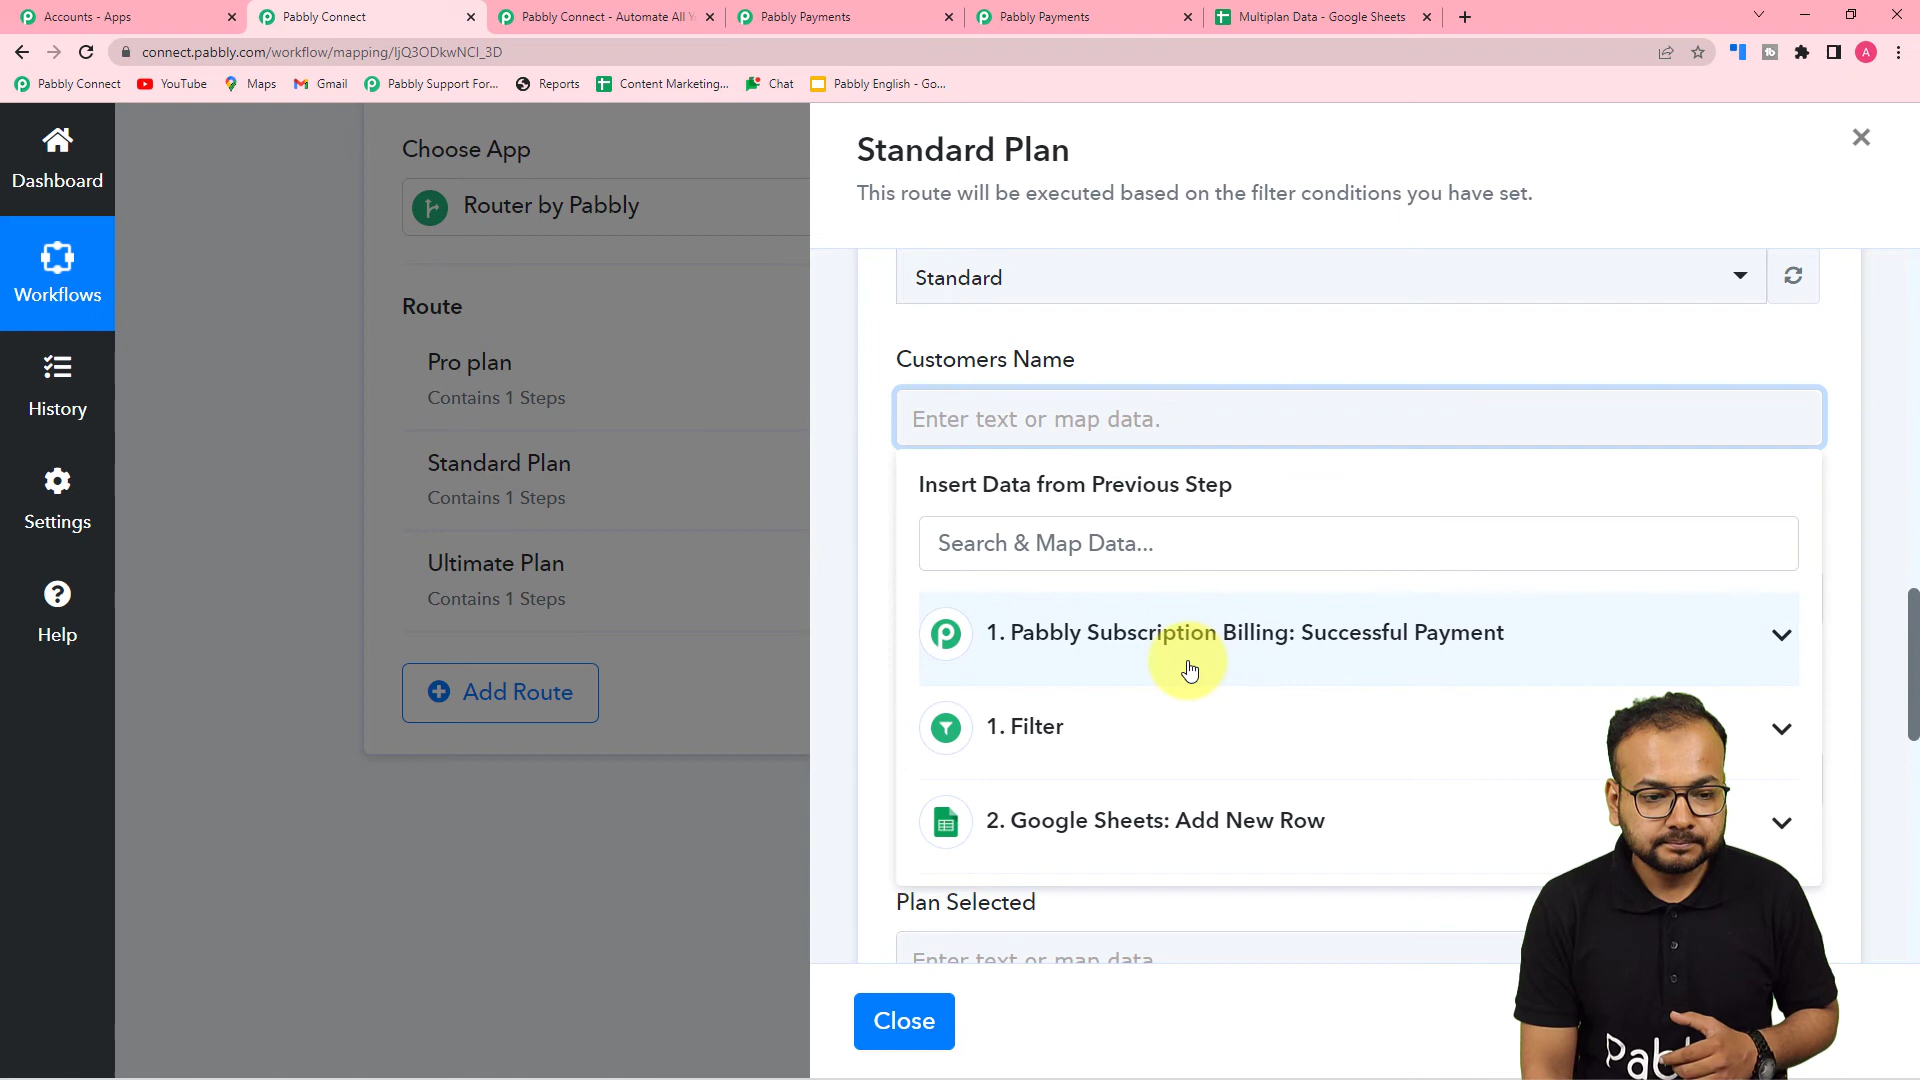 Accounts - Apps
Pabbly Connect
Pabbly Connect - Automate All Y
Pabbly Payments
Pabbly Payments
Multiplan Data - Google Sheets
connect.pabbly.com/workflow/mapping/IjQ3ODkwNCI_3D
A
Pabbly Connect
YouTube
Maps
Gmail
Pabbly Support For...
Reports
Content Marketing...
Chat
Pabbly English - Go...
Dashboard
Workflows
History
Settings
Help
Choose App
Router by Pabbly
Route
Pro plan
Contains 1 Steps
Standard Plan
Contains 1 Steps
Ultimate Plan
Contains 1 Steps
Add Route
Standard Plan
This route will be executed based on the filter conditions you have set.
Standard
Customers Name
Enter text or map data.
Insert Data from Previous Step
Search & Map Data...
1. Pabbly Subscription Billing: Successful Payment
1. Filter
2. Google Sheets: Add New Row
Plan Selected
Enter text or map data.
Close